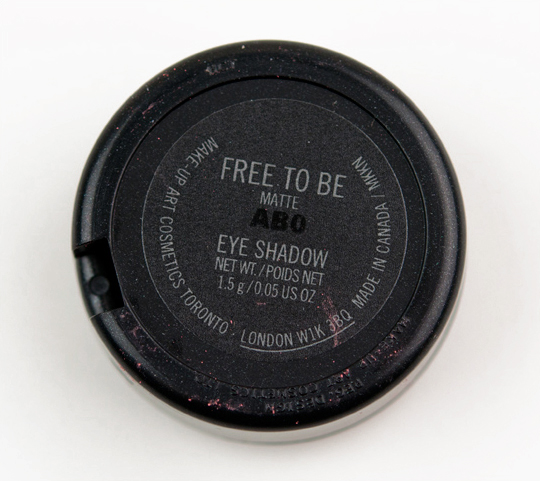 FREE TO BE
MATTE
AB0
EYE SHADOW
NET WT. / POIDS NET
1.5 g / 0.05 US OZ
MAKE-UP ART COSMETICS TORONTO LONDON W1K 3BQ MADE IN CANADA / MKKN